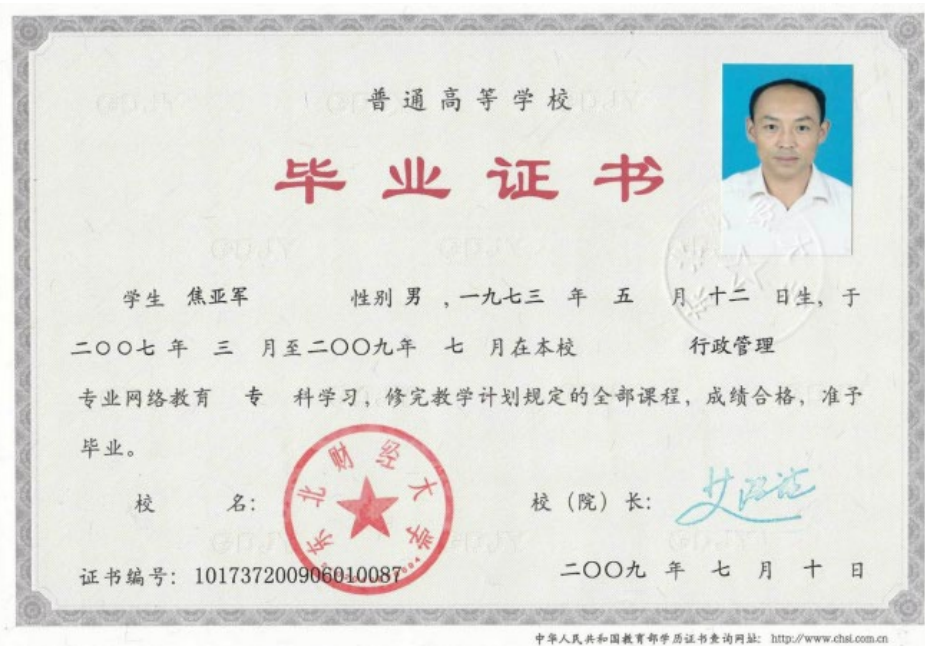 普通高等学校
毕业证书
学生 焦亚军 性别 男 ,一九七三 年 五 月 十二 日生,于
二〇〇七 年 三 月至二〇〇九年 七 月在本校 行政管理
专业网络教育 专 科学习,修完教学计划规定的全部课程,成绩合格,准予
毕业。
东北财经大学
校 名: 校(院)长:
证书编号:101737200906010087 二〇〇九 年 七 月 十 日
中华人民共和国教育部学历证书查询网址: http://www.chsi.com.cn